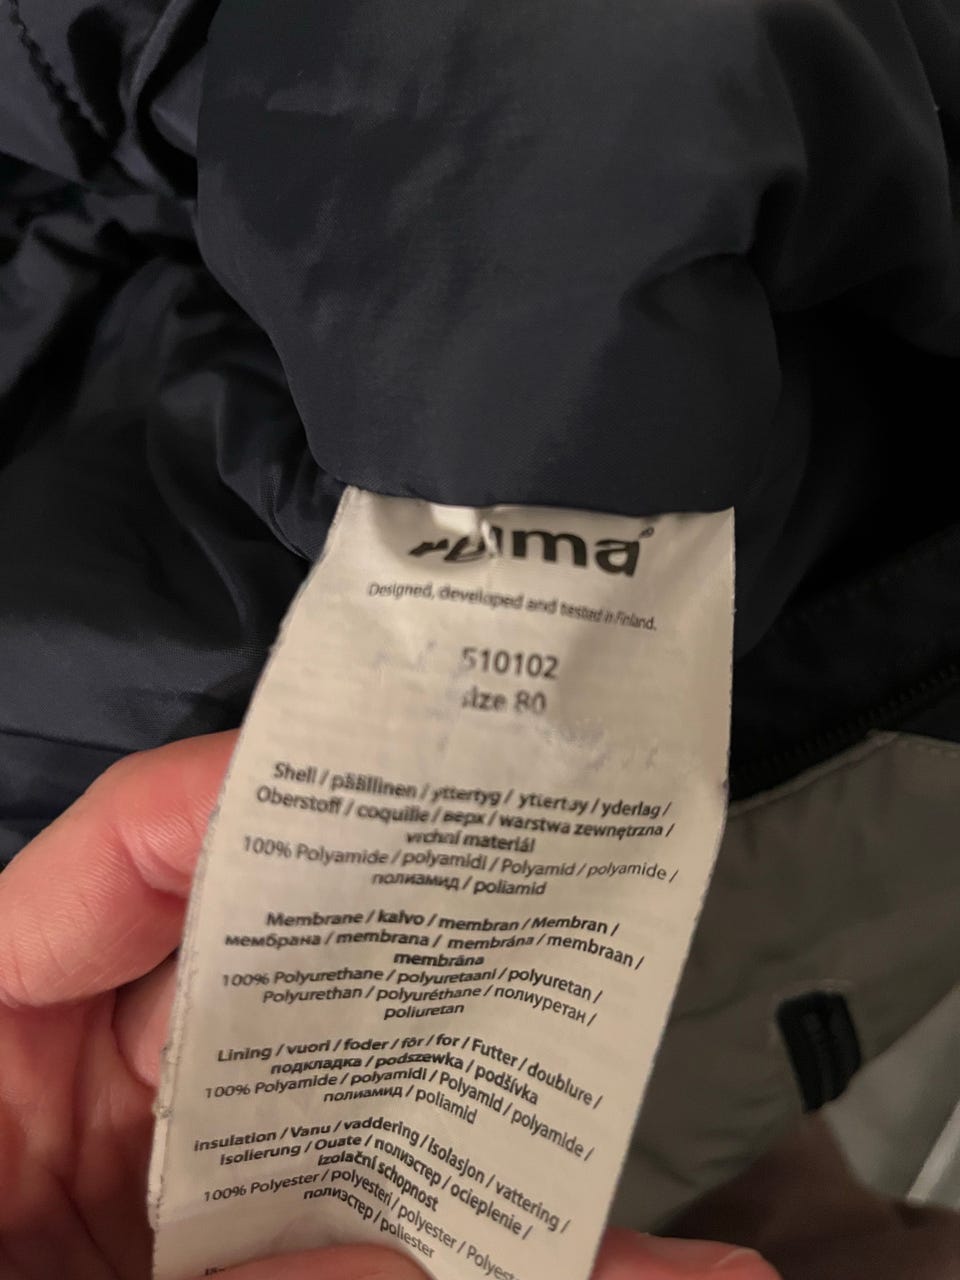 Designed, developed and tested in Finland.
510102
size 80
Shell / päällinen / yttertyg / yttertøy / yderlag /
Oberstoff / coquille / верх / warstwa zewnętrzna /
vrchní materiál
100% Polyamide / polyamidi / Polyamid / polyamide /
полиамид / poliamid
Membrane / kalvo / membran / Membran /
мембрана / membrana / membrána / membraan /
membrāna
100% Polyurethane / polyuretaani / polyuretan /
Polyurethan / polyuréthane / полиуретан /
poliuretan
Lining / vuori / foder / fôr / for / Futter / doublure /
подкладка / podszewka / podšívka
100% Polyamide / polyamidi / Polyamid / polyamide /
полиамид / poliamid
insulation / Vanu / vaddering / Isolasjon / vattering /
Isolierung / Ouate / полиэстер / ocieplenie /
izolační schopnost
100% Polyester / polyesteri / polyester / Polyest
полиэстер / poliester